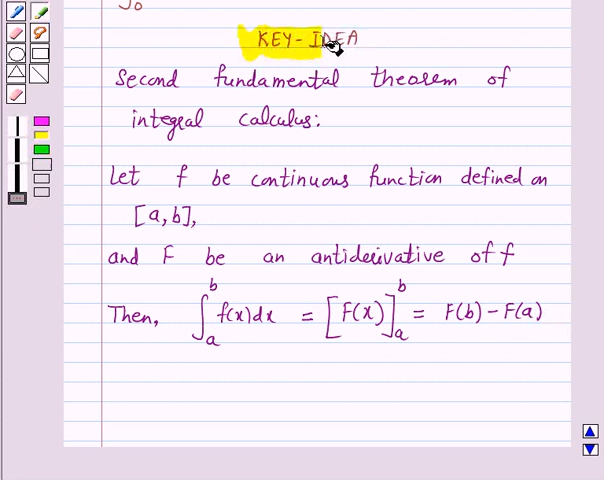 KEY-IDEA
Second fundamental theorem of
integral calculus:
Let f be continuous function defined on
[a,b],
and F be an antiderivative of f
Then, ∫_a^b f(x)dx = [F(x)]_a^b = F(b)-F(a)